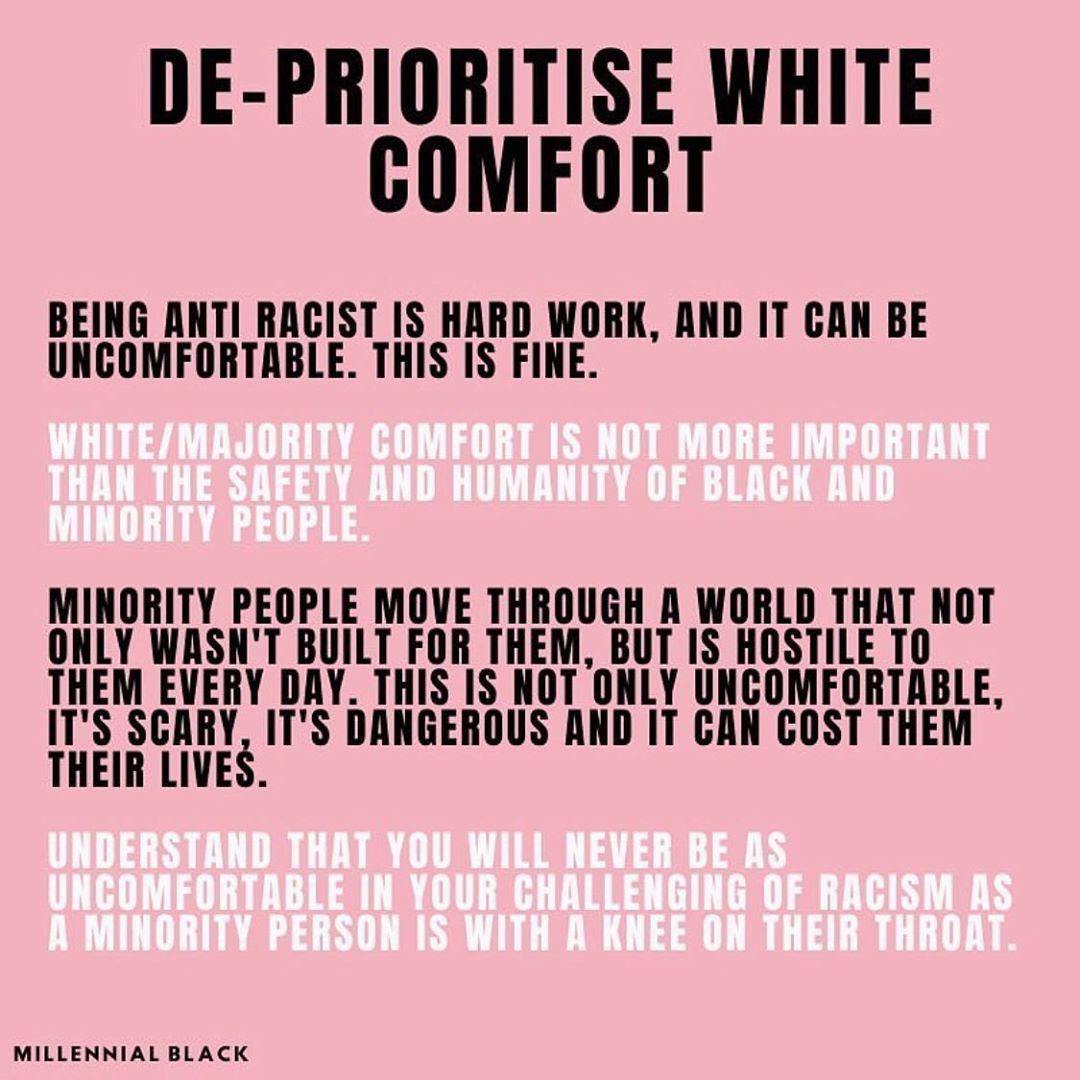 DE-PRIORITISE WHITE
COMFORT
BEING ANTI RACIST IS HARD WORK, AND IT CAN BE
UNCOMFORTABLE. THIS IS FINE.
WHITE/MAJORITY COMFORT IS NOT MORE IMPORTANT
THAN THE SAFETY AND HUMANITY OF BLACK AND
MINORITY PEOPLE.
MINORITY PEOPLE MOVE THROUGH A WORLD THAT NOT
ONLY WASN'T BUILT FOR THEM, BUT IS HOSTILE TO
THEM EVERY DAY. THIS IS NOT ONLY UNCOMFORTABLE,
IT'S SCARY, IT'S DANGEROUS AND IT CAN COST THEM
THEIR LIVES.
UNDERSTAND THAT YOU WILL NEVER BE AS
UNCOMFORTABLE IN YOUR CHALLENGING OF RACISM AS
A MINORITY PERSON IS WITH A KNEE ON THEIR THROAT.
MILLENNIAL BLACK